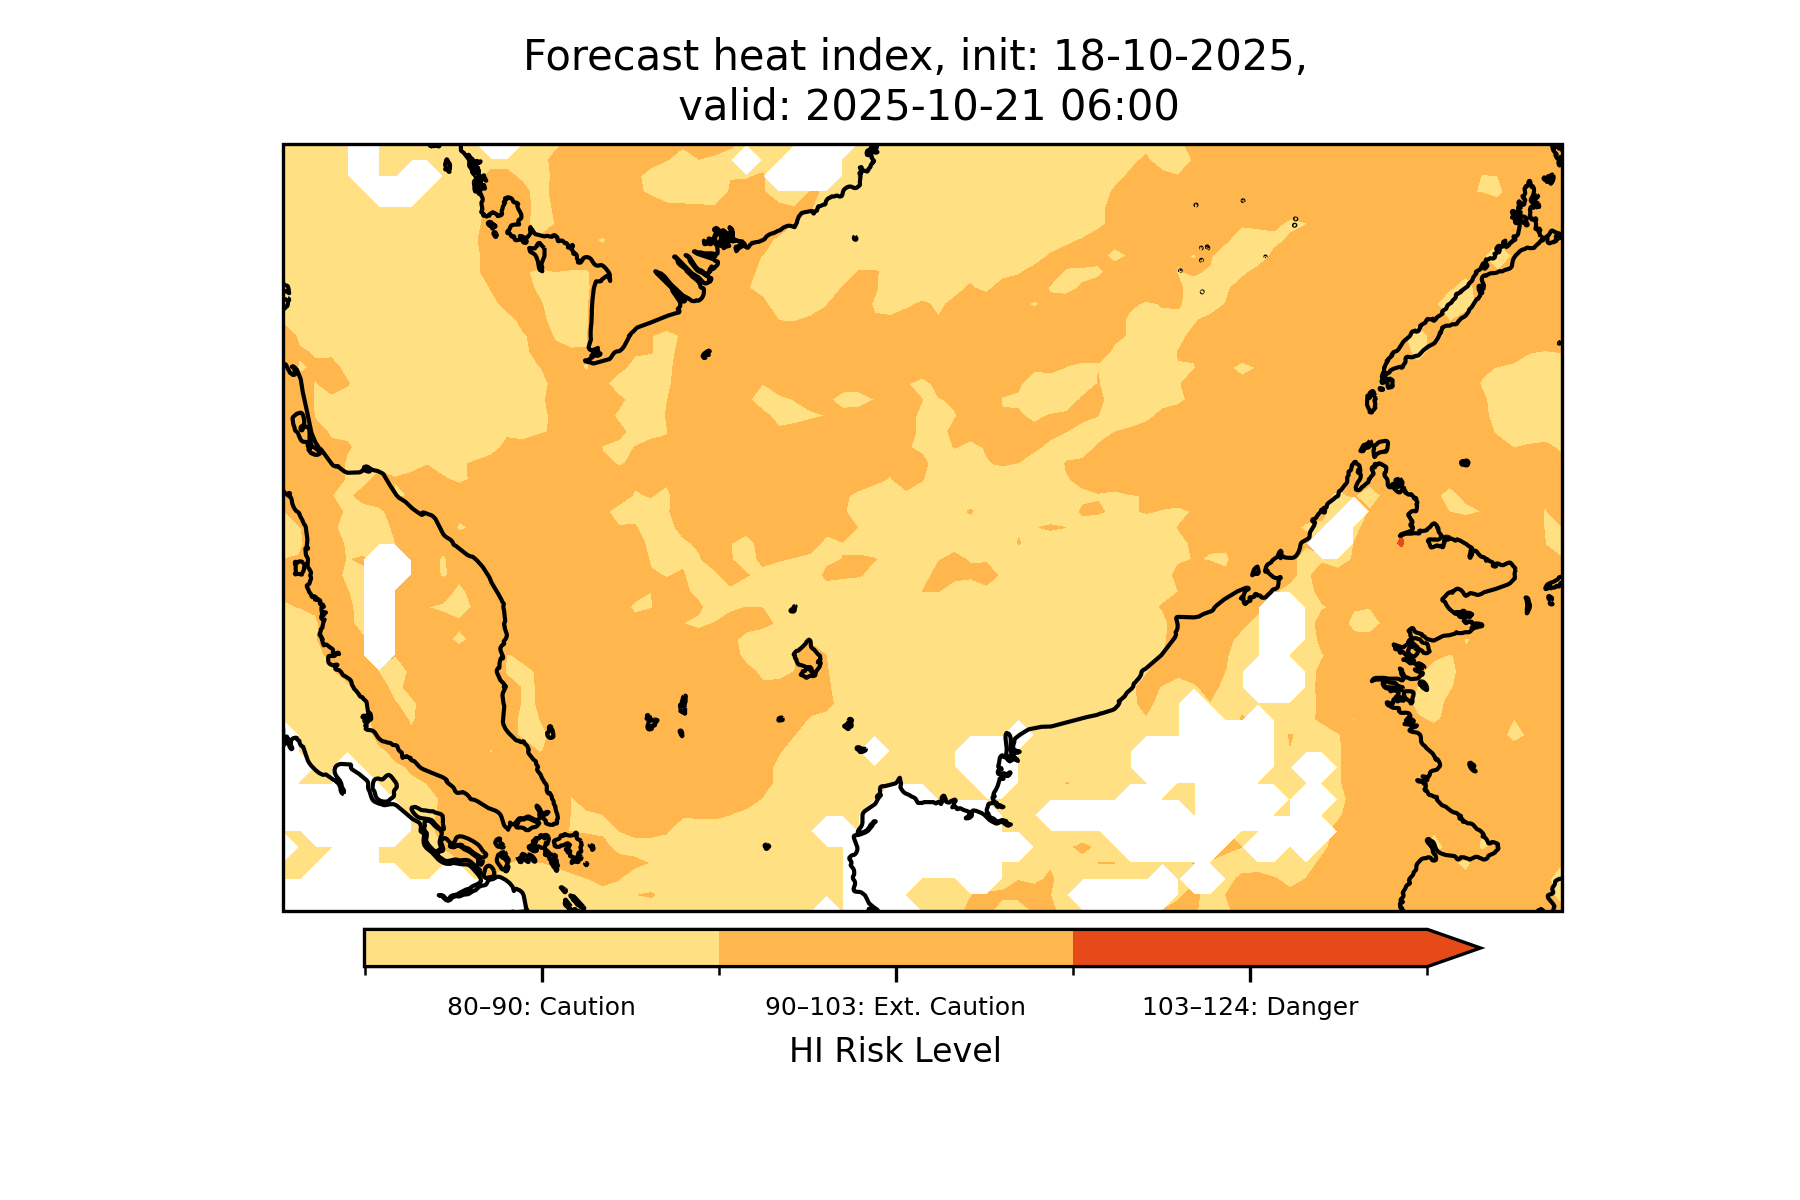 Forecast heat index, init: 18-10-2025,
valid: 2025-10-21 06:00
80–90: Caution
90–103: Ext. Caution
103–124: Danger
HI Risk Level